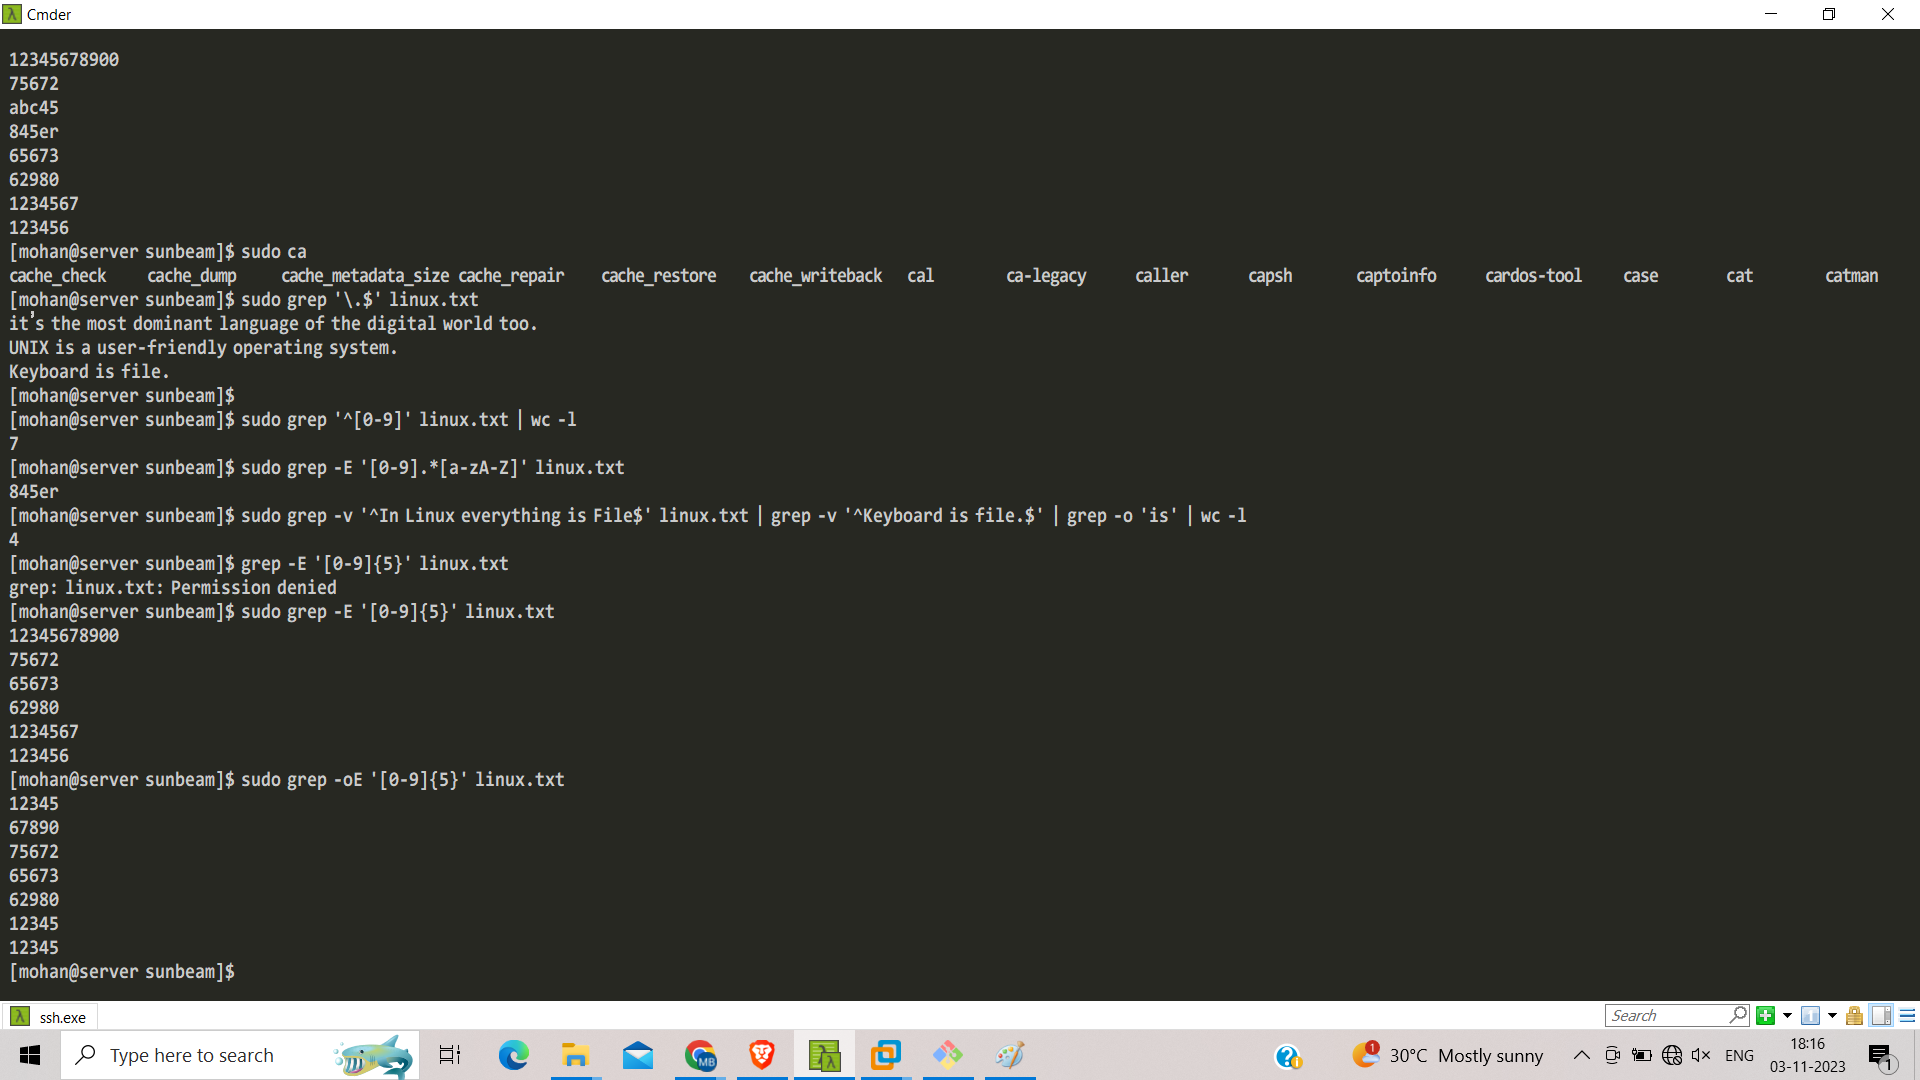 Cmder
12345678900
75672
abc45
845er
65673
62980
1234567
123456
[mohan@server sunbeam]$ sudo ca
cache_check cache_dump cache_metadata_size cache_repair cache_restore cache_writeback cal ca-legacy caller capsh captoinfo cardos-tool case cat catman
[mohan@server sunbeam]$ sudo grep '\.$' linux.txt
it's the most dominant language of the digital world too.
UNIX is a user-friendly operating system.
Keyboard is file.
[mohan@server sunbeam]$
[mohan@server sunbeam]$ sudo grep '^[0-9]' linux.txt | wc -l
7
[mohan@server sunbeam]$ sudo grep -E '[0-9].*[a-zA-Z]' linux.txt
845er
[mohan@server sunbeam]$ sudo grep -v '^In Linux everything is File$' linux.txt | grep -v '^Keyboard is file.$' | grep -o 'is' | wc -l
4
[mohan@server sunbeam]$ grep -E '[0-9]{5}' linux.txt
grep: linux.txt: Permission denied
[mohan@server sunbeam]$ sudo grep -E '[0-9]{5}' linux.txt
12345678900
75672
65673
62980
1234567
123456
[mohan@server sunbeam]$ sudo grep -oE '[0-9]{5}' linux.txt
12345
67890
75672
65673
62980
12345
12345
[mohan@server sunbeam]$
ssh.exe
Search
Type here to search
MB
1
30°C Mostly sunny
ENG
18:16
03-11-2023
1